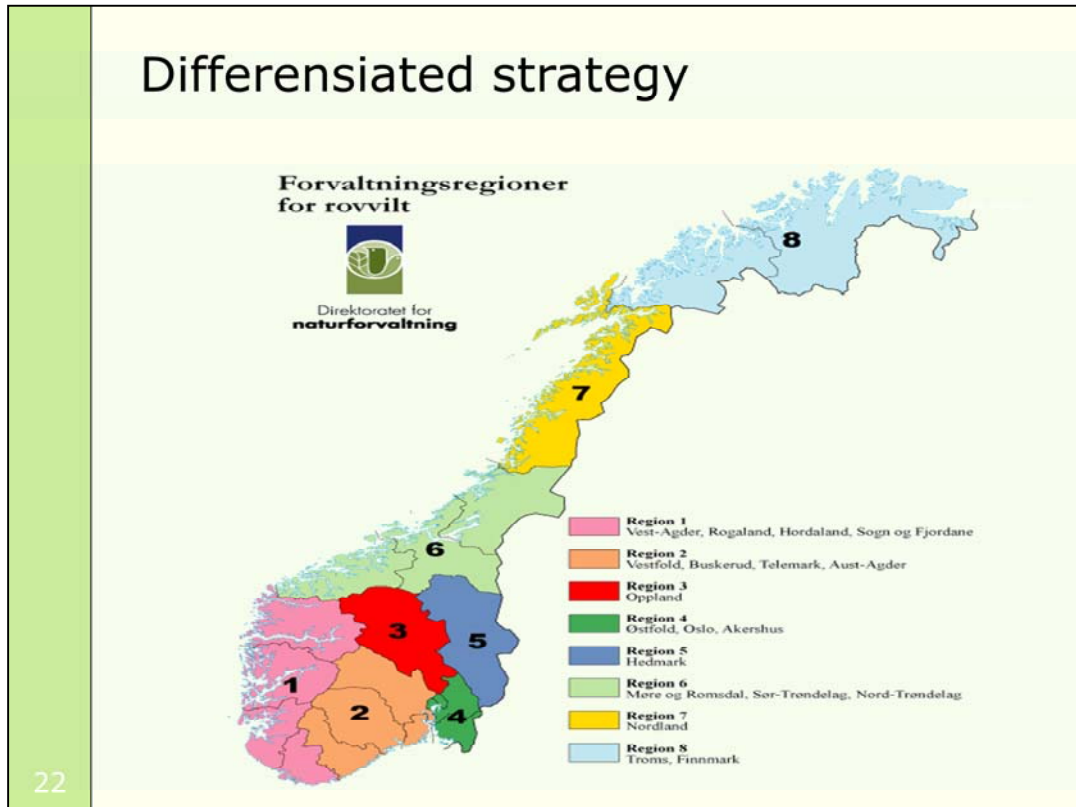 Differensiated strategy
Forvaltningsregioner
for rovvilt
Direktoratet for
naturforvaltning
8
7
6
3
5
1
2
4
Region 1
Vest-Agder, Rogaland, Hordaland, Sogn og Fjordane
Region 2
Vestfold, Buskerud, Telemark, Aust-Agder
Region 3
Oppland
Region 4
Østfold, Oslo, Akershus
Region 5
Hedmark
Region 6
Møre og Romsdal, Sør-Trøndelag, Nord-Trøndelag
Region 7
Nordland
Region 8
Troms, Finnmark
22